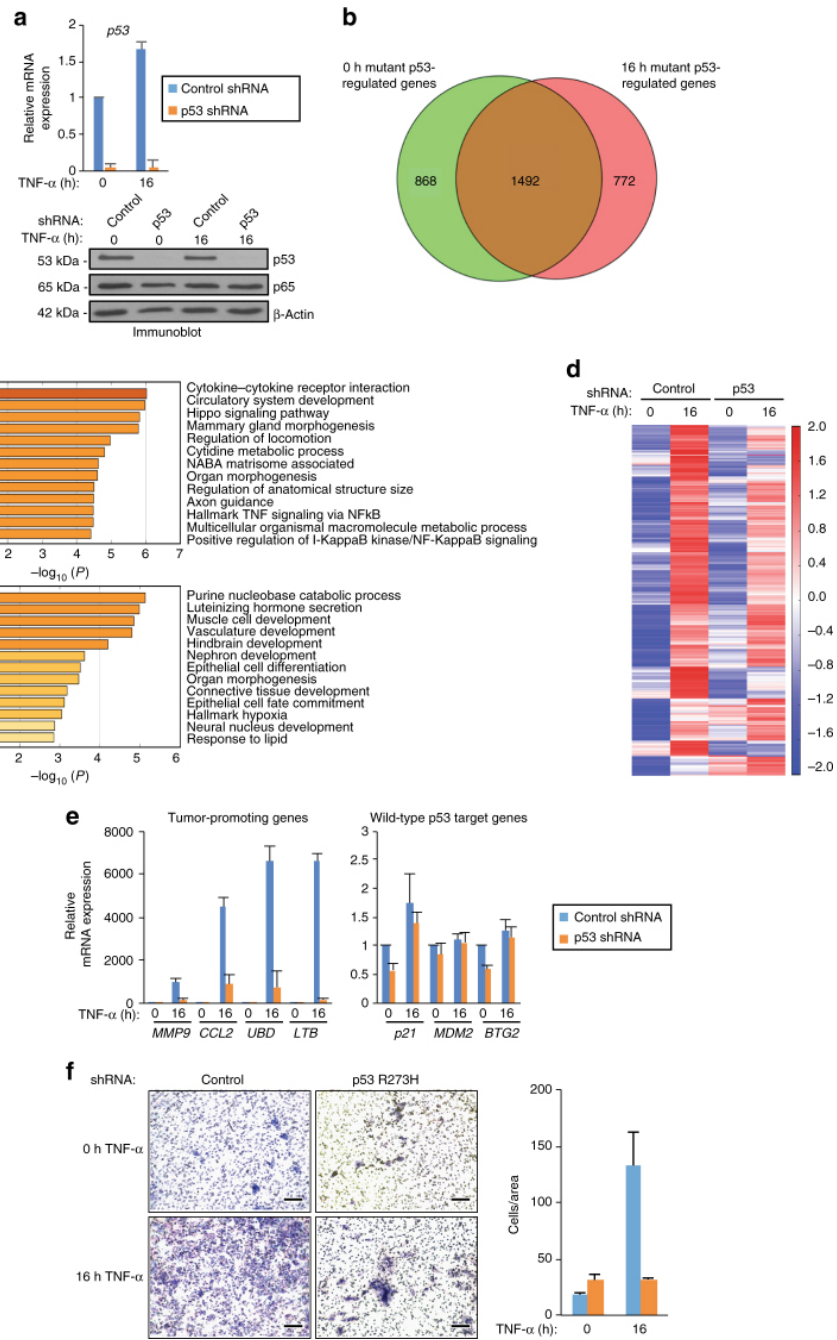 a
p53
Relative mRNA
expression
2
1.5
1
0.5
0
TNF-α (h):
0
16
Control shRNA
p53 shRNA
shRNA:
Control
p53
Control
p53
TNF-α (h):
0
0
16
16
53 kDa -
p53
65 kDa -
p65
42 kDa -
β-Actin
Immunoblot
b
0 h mutant p53-
regulated genes
16 h mutant p53-
regulated genes
868
1492
772
Cytokine–cytokine receptor interaction
Circulatory system development
Hippo signaling pathway
Mammary gland morphogenesis
Regulation of locomotion
Cytidine metabolic process
NABA matrisome associated
Organ morphogenesis
Regulation of anatomical structure size
Axon guidance
Hallmark TNF signaling via NFkB
Multicellular organismal macromolecule metabolic process
Positive regulation of I-KappaB kinase/NF-KappaB signaling
2 3 4 5 6 7
–log10 (P)
Purine nucleobase catabolic process
Luteinizing hormone secretion
Muscle cell development
Vasculature development
Hindbrain development
Nephron development
Epithelial cell differentiation
Organ morphogenesis
Connective tissue development
Epithelial cell fate commitment
Hallmark hypoxia
Neural nucleus development
Response to lipid
2 3 4 5 6
–log10 (P)
d
shRNA:
Control
p53
TNF-α (h):
0
16
0
16
2.0
1.6
1.2
0.8
0.4
0.0
–0.4
–0.8
–1.2
–1.6
–2.0
e
Tumor-promoting genes
Relative
mRNA expression
8000
6000
4000
2000
0
TNF-α (h):
0 16 0 16 0 16 0 16
MMP9 CCL2 UBD LTB
Wild-type p53 target genes
3
2.5
2
1.5
1
0.5
0
0 16 0 16 0 16
p21 MDM2 BTG2
Control shRNA
p53 shRNA
f
shRNA:
Control
p53 R273H
0 h TNF-α
16 h TNF-α
Cells/area
200
150
100
50
0
TNF-α (h):
0
16